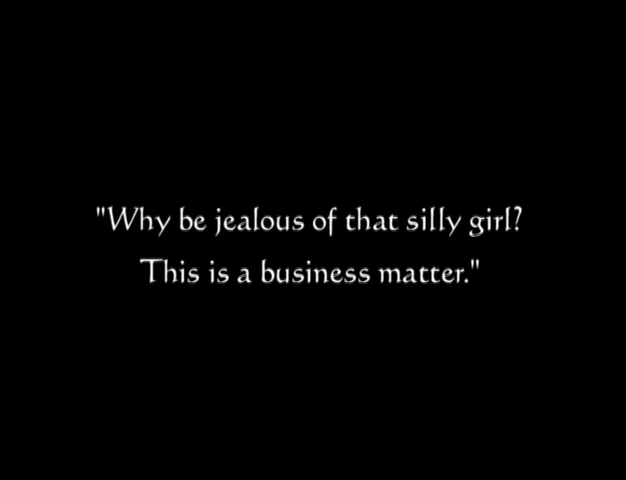 "Why be jealous of that silly girl?
This is a business matter."